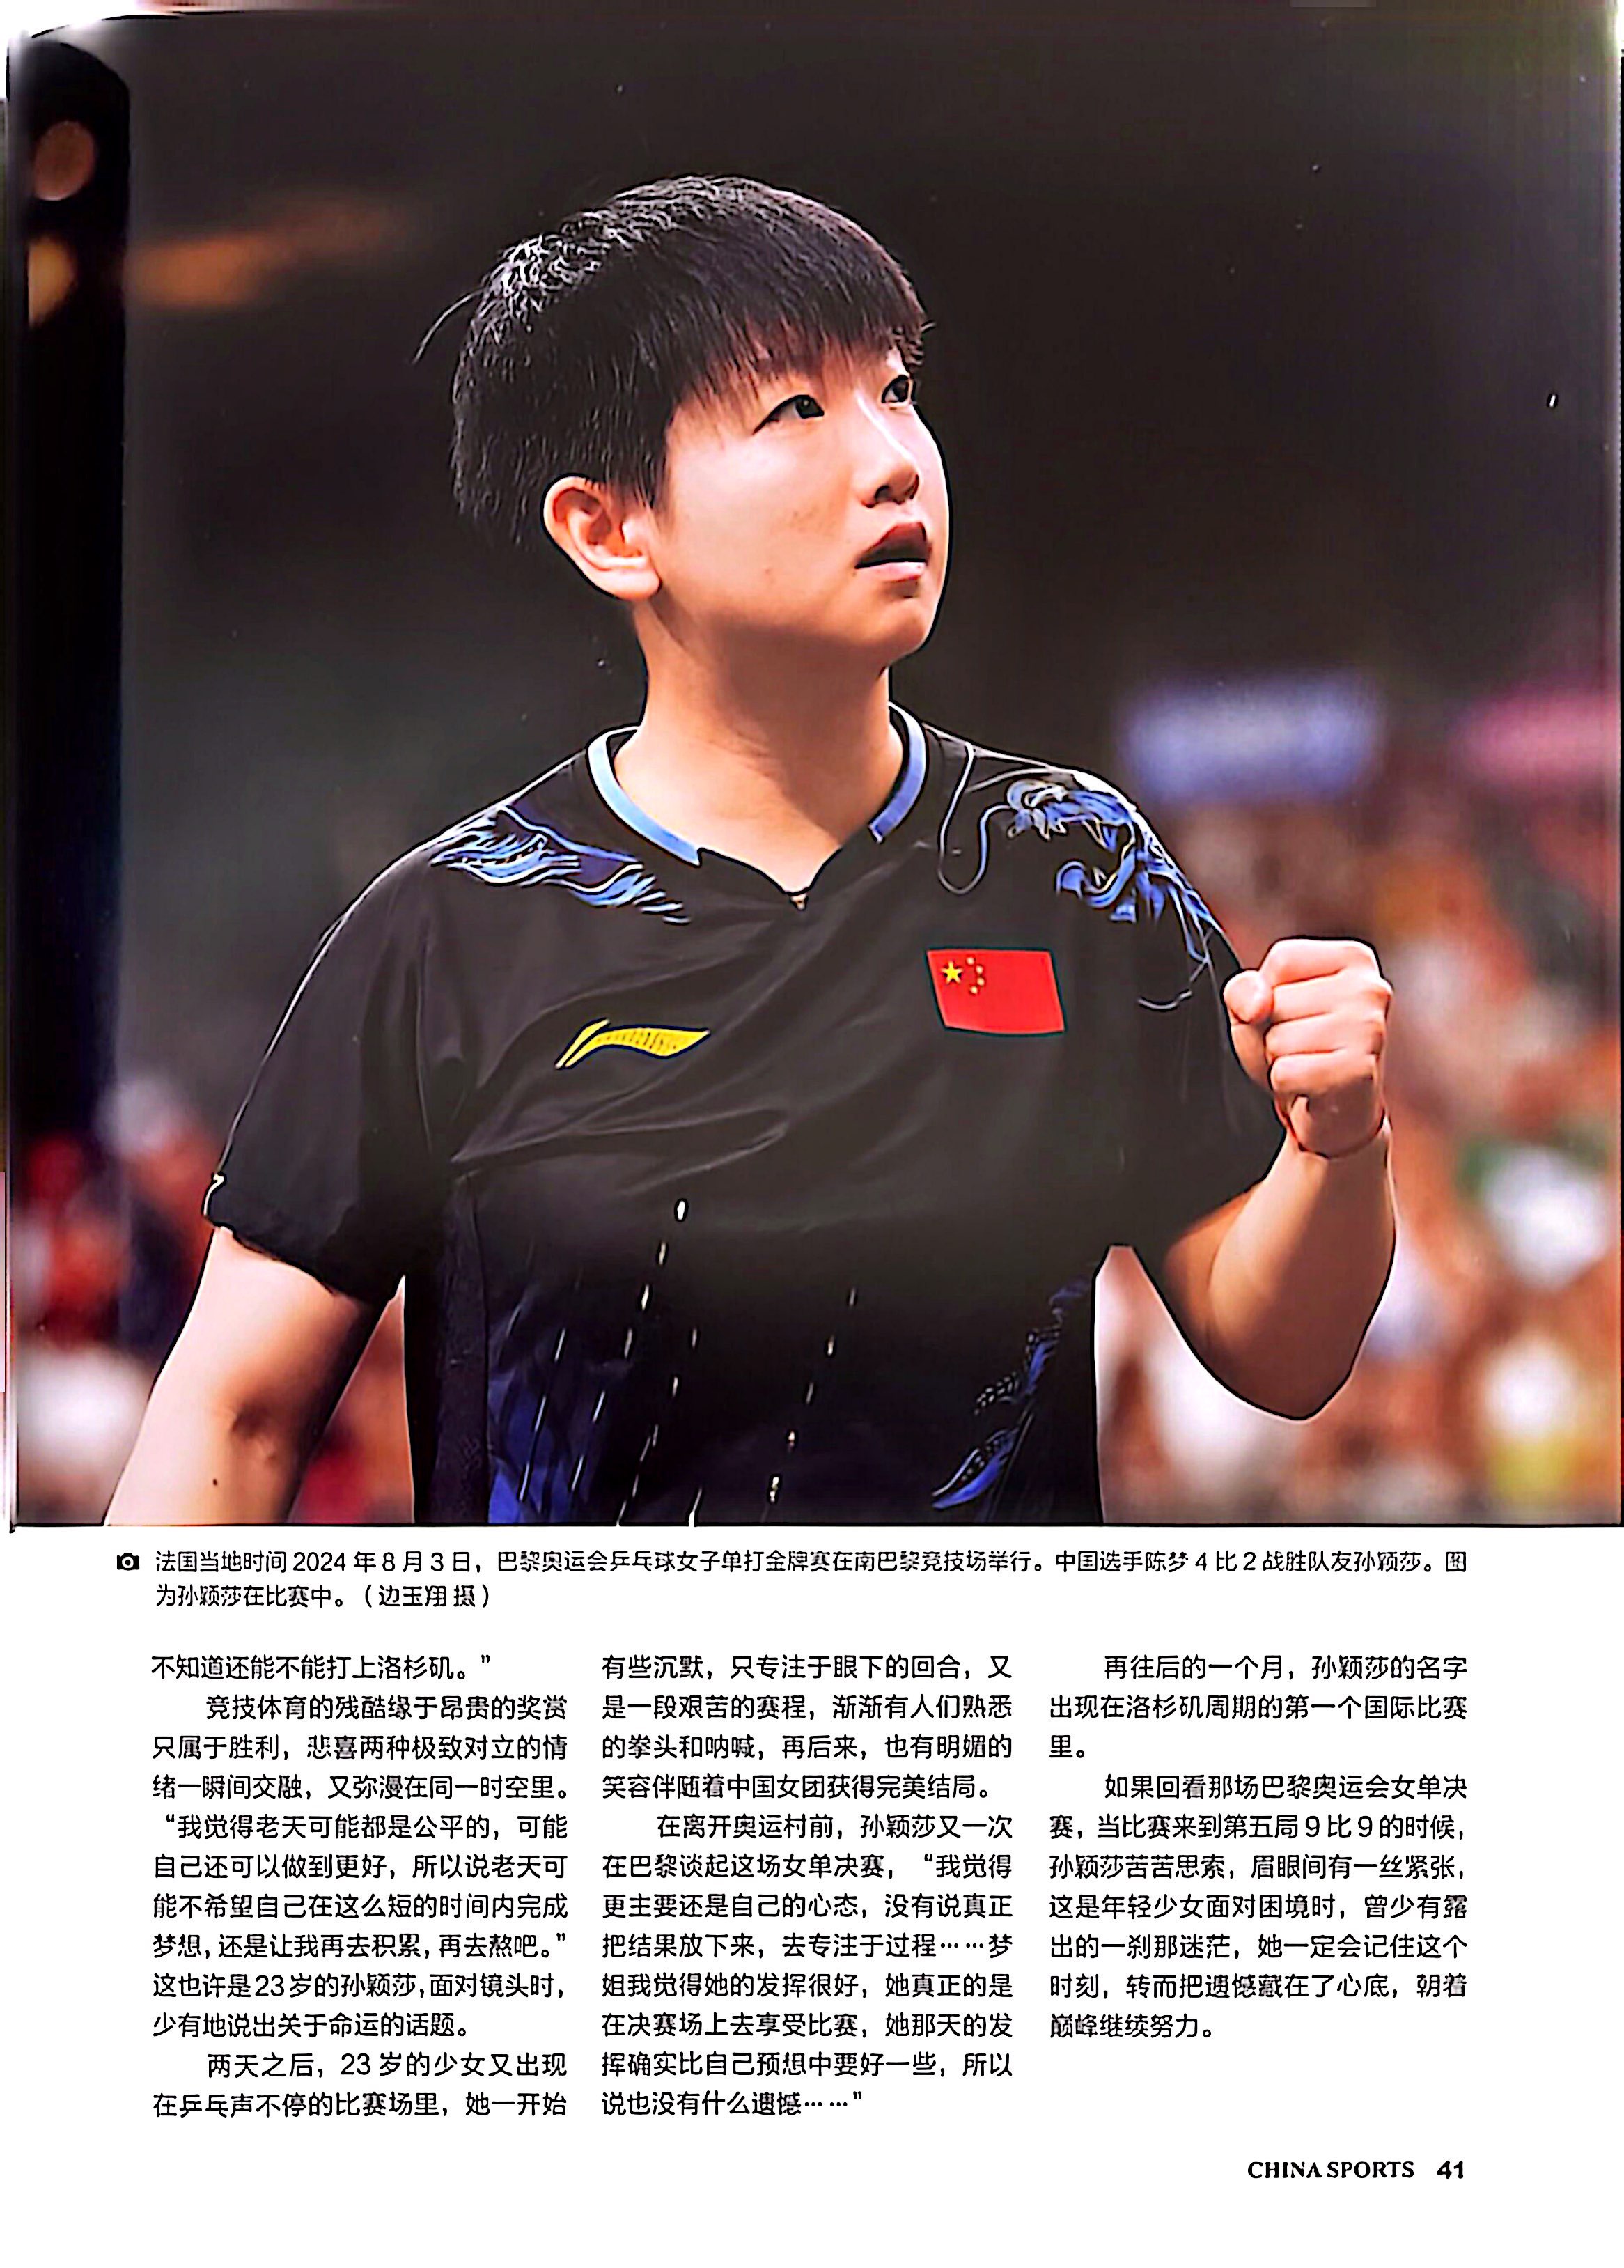 法国当地时间 2024 年 8 月 3 日，巴黎奥运会乒乓球女子单打金牌赛在南巴黎竞技场举行。中国选手陈梦 4 比 2 战胜队友孙颖莎。图
为孙颖莎在比赛中。（边玉翔 摄）
不知道还能不能打上洛杉矶。”
竞技体育的残酷缘于昂贵的奖赏
只属于胜利，悲喜两种极致对立的情
绪一瞬间交融，又弥漫在同一时空里。
“我觉得老天可能都是公平的，可能
自己还可以做到更好，所以说老天可
能不希望自己在这么短的时间内完成
梦想，还是让我再去积累，再去熬吧。”
这也许是23岁的孙颖莎，面对镜头时，
少有地说出关于命运的话题。
两天之后，23 岁的少女又出现
在乒乓声不停的比赛场里，她一开始
有些沉默，只专注于眼下的回合，又
是一段艰苦的赛程，渐渐有人们熟悉
的拳头和呐喊，再后来，也有明媚的
笑容伴随着中国女团获得完美结局。
在离开奥运村前，孙颖莎又一次
在巴黎谈起这场女单决赛，“我觉得
更主要还是自己的心态，没有说真正
把结果放下来，去专注于过程……梦
姐我觉得她的发挥很好，她真正的是
在决赛场上去享受比赛，她那天的发
挥确实比自己预想中要好一些，所以
说也没有什么遗憾……”
再往后的一个月，孙颖莎的名字
出现在洛杉矶周期的第一个国际比赛
里。
如果回看那场巴黎奥运会女单决
赛，当比赛来到第五局9比9的时候，
孙颖莎苦苦思索，眉眼间有一丝紧张，
这是年轻少女面对困境时，曾少有露
出的一刹那迷茫，她一定会记住这个
时刻，转而把遗憾藏在了心底，朝着
巅峰继续努力。
CHINA SPORTS 41